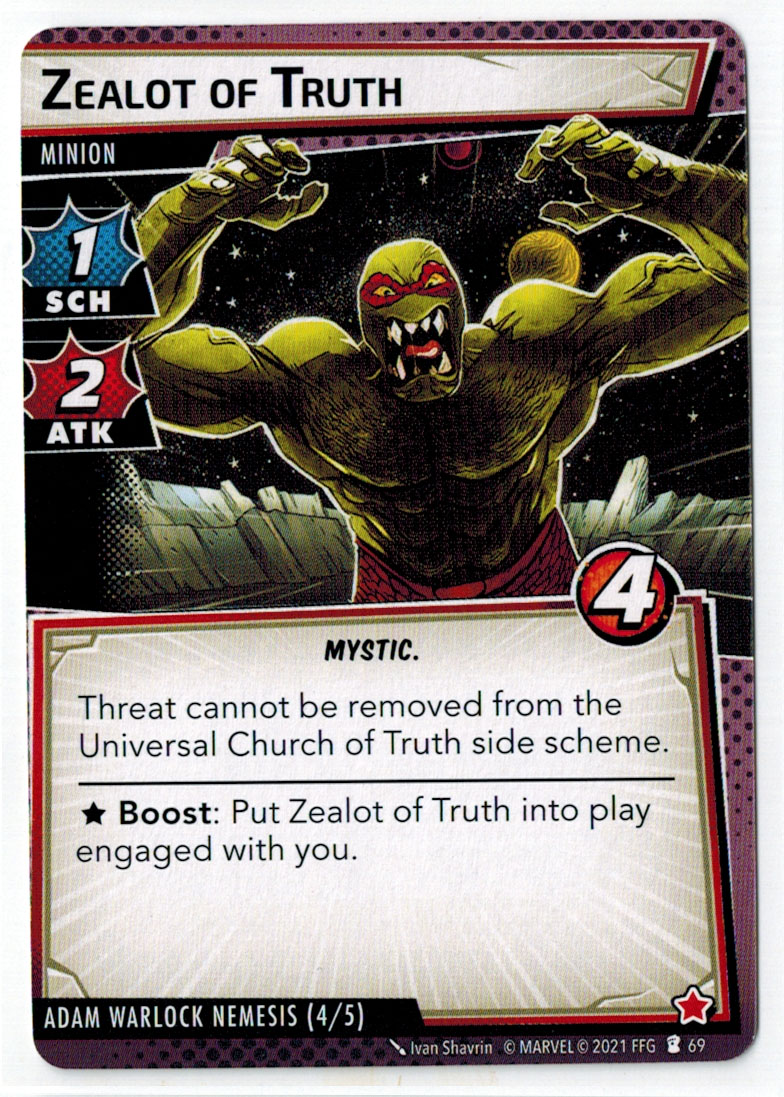 ZEALOT OF TRUTH
MINION
1
SCH
2
ATK
4
MYSTIC.
Threat cannot be removed from the
Universal Church of Truth side scheme.
★ Boost: Put Zealot of Truth into play
engaged with you.
ADAM WARLOCK NEMESIS (4/5)
Ivan Shavrin © MARVEL © 2021 FFG 69